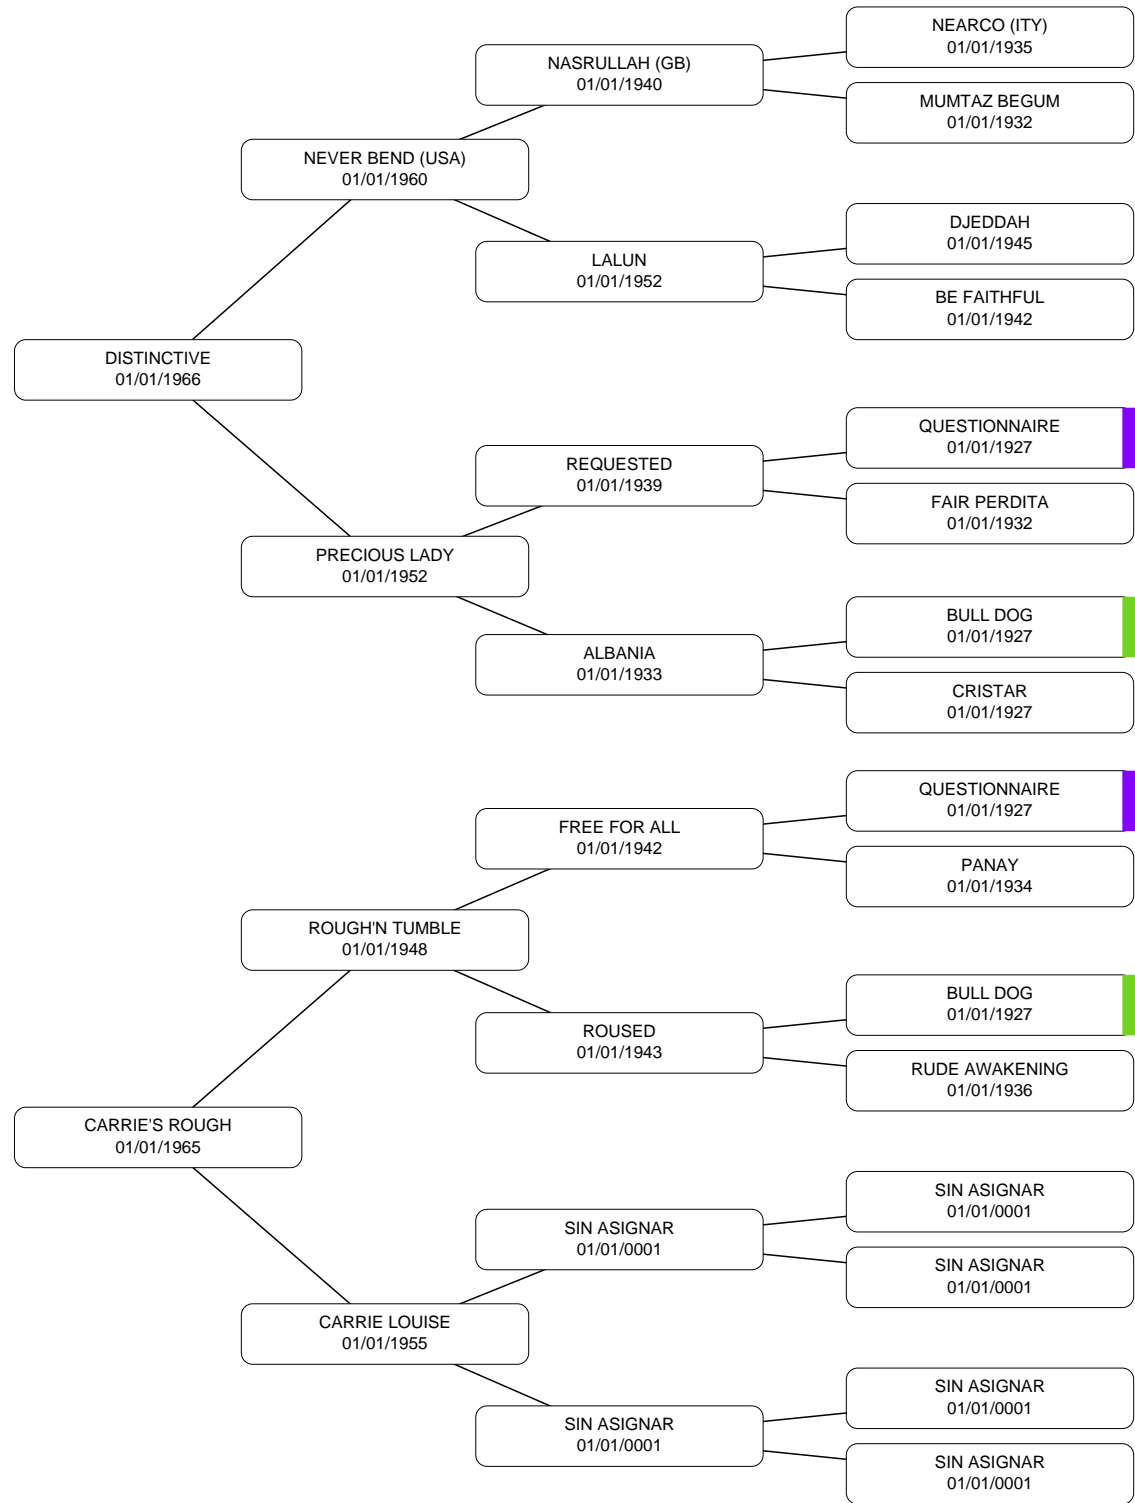 NEARCO (ITY)
01/01/1935
NASRULLAH (GB)
01/01/1940
MUMTAZ BEGUM
01/01/1932
NEVER BEND (USA)
01/01/1960
DJEDDAH
01/01/1945
LALUN
01/01/1952
BE FAITHFUL
01/01/1942
DISTINCTIVE
01/01/1966
QUESTIONNAIRE
01/01/1927
REQUESTED
01/01/1939
FAIR PERDITA
01/01/1932
PRECIOUS LADY
01/01/1952
BULL DOG
01/01/1927
ALBANIA
01/01/1933
CRISTAR
01/01/1927
QUESTIONNAIRE
01/01/1927
FREE FOR ALL
01/01/1942
PANAY
01/01/1934
ROUGH'N TUMBLE
01/01/1948
BULL DOG
01/01/1927
ROUSED
01/01/1943
RUDE AWAKENING
01/01/1936
CARRIE'S ROUGH
01/01/1965
SIN ASIGNAR
01/01/0001
SIN ASIGNAR
01/01/0001
SIN ASIGNAR
01/01/0001
CARRIE LOUISE
01/01/1955
SIN ASIGNAR
01/01/0001
SIN ASIGNAR
01/01/0001
SIN ASIGNAR
01/01/0001